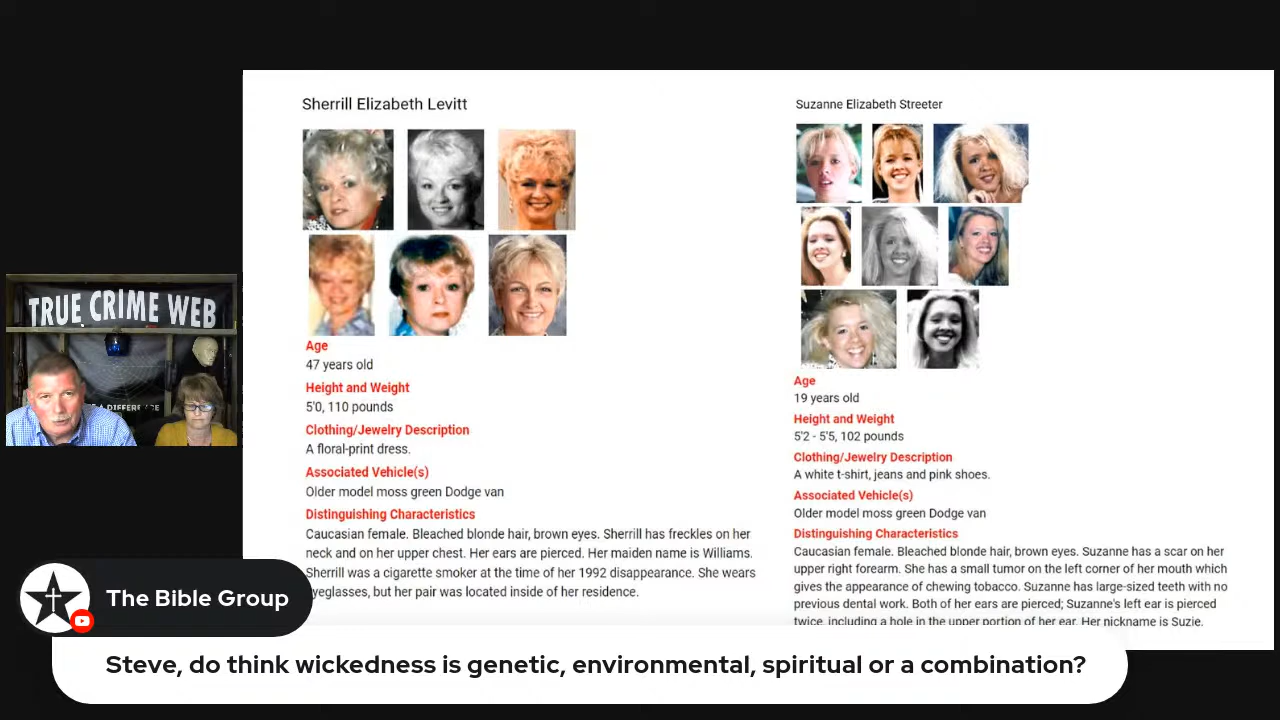 TRUE CRIME WEB
Sherrill Elizabeth Levitt
Age
47 years old
Height and Weight
5'0, 110 pounds
Clothing/Jewelry Description
A floral-print dress.
Associated Vehicle(s)
Older model moss green Dodge van
Distinguishing Characteristics
Caucasian female. Bleached blonde hair, brown eyes. Sherrill has freckles on her
neck and on her upper chest. Her ears are pierced. Her maiden name is Williams.
Sherrill was a cigarette smoker at the time of her 1992 disappearance. She wears
eyeglasses, but her pair was located inside of her residence.
Suzanne Elizabeth Streeter
Age
19 years old
Height and Weight
5'2 - 5'5, 102 pounds
Clothing/Jewelry Description
A white t-shirt, jeans and pink shoes.
Associated Vehicle(s)
Older model moss green Dodge van
Distinguishing Characteristics
Caucasian female. Bleached blonde hair, brown eyes. Suzanne has a scar on her
upper right forearm. She has a small tumor on the left corner of her mouth which
gives the appearance of chewing tobacco. Suzanne has large-sized teeth with no
previous dental work. Both of her ears are pierced; Suzanne's left ear is pierced
twice, including a hole in the upper portion of her ear. Her nickname is Suzie.
The Bible Group
Steve, do think wickedness is genetic, environmental, spiritual or a combination?